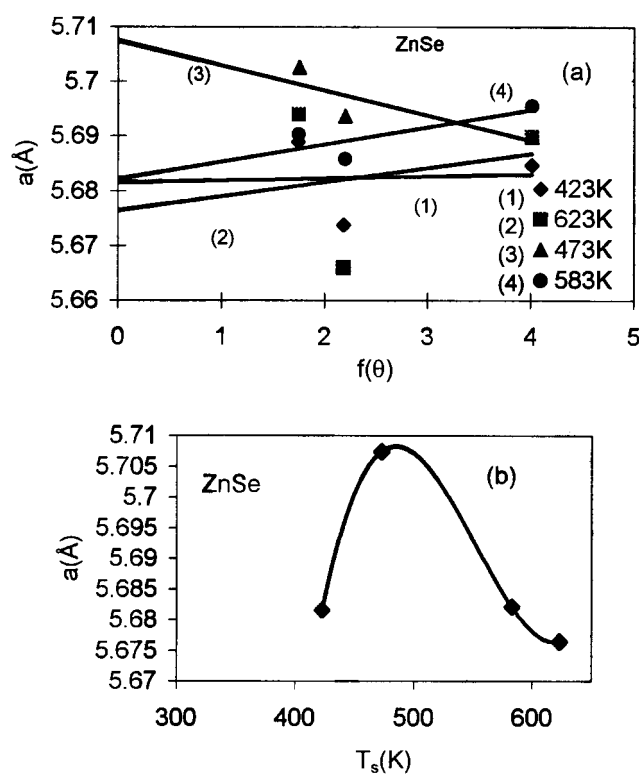 5.71
ZnSe
(a)
5.7
(3)
(4)
5.69
a(Å)
5.68
(1)
(1) 423K
5.67
(2)
(2) 623K
(3) 473K
(4) 583K
5.66
0 1 2 3 4 5
f(θ)
5.71
ZnSe
(b)
5.705
5.7
5.695
a(Å)
5.69
5.685
5.68
5.675
5.67
300 400 500 600
Ts(K)